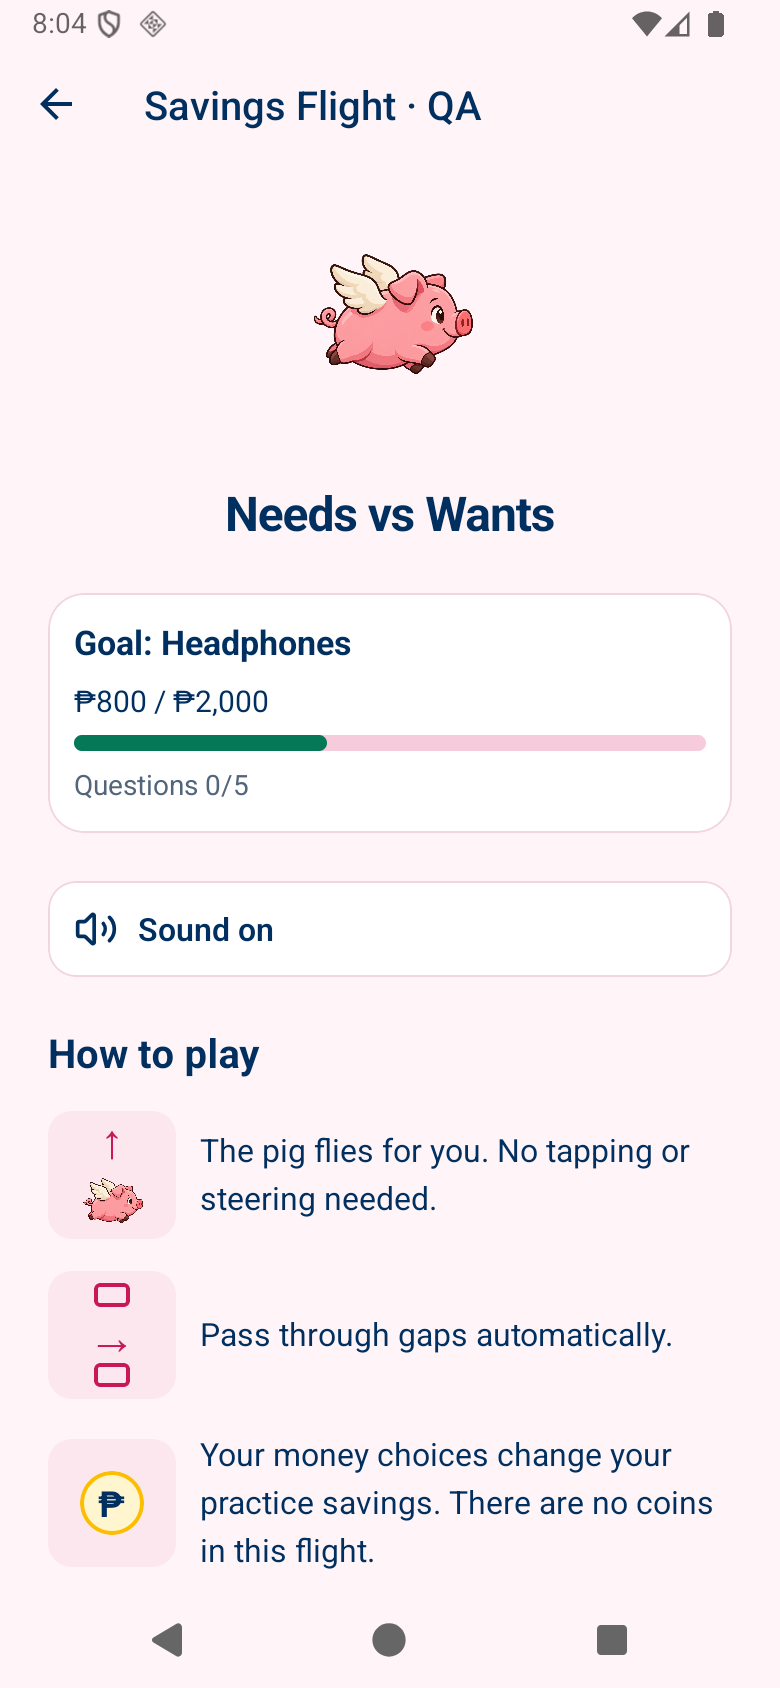 8:04
Savings Flight · QA
Needs vs Wants
Goal: Headphones
₱800 / ₱2,000
Questions 0/5
Sound on
How to play
↑
The pig flies for you. No tapping or
steering needed.
→
Pass through gaps automatically.
₱
Your money choices change your
practice savings. There are no coins
in this flight.